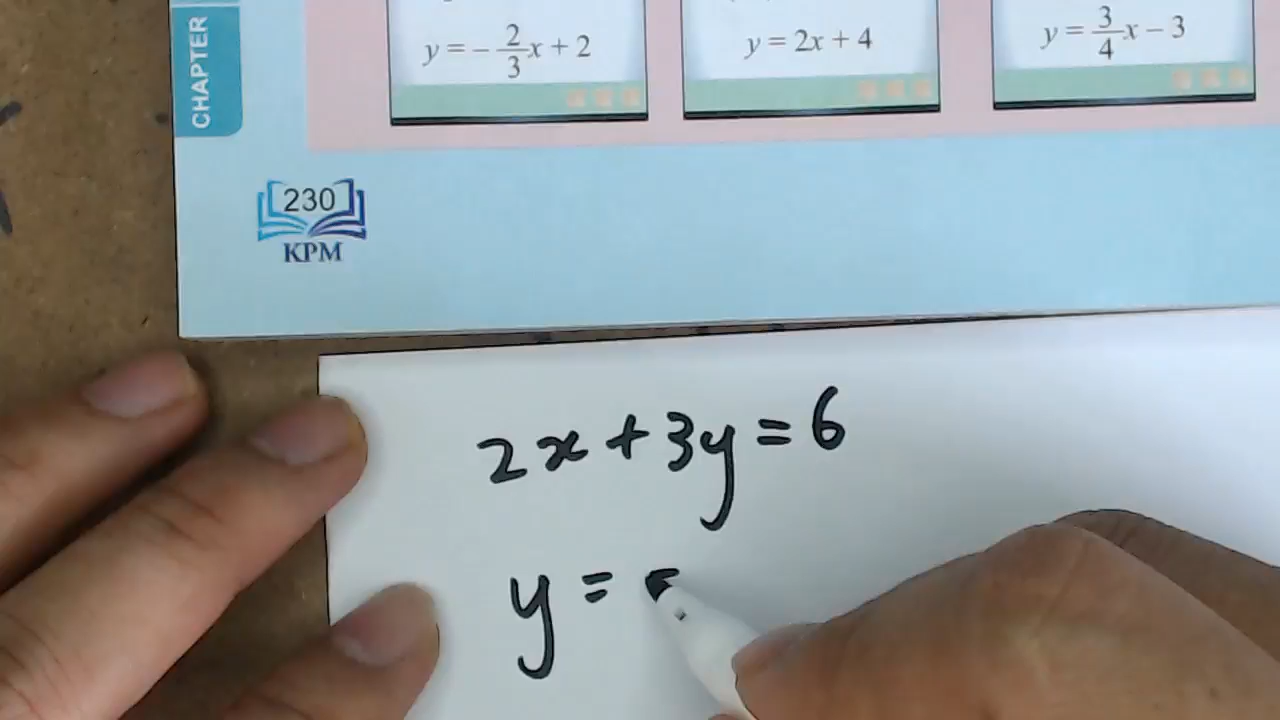 CHAPTER
y = -2/3x + 2
y = 2x + 4
y = 3/4x - 3
230
KPM
2x + 3y = 6
y =